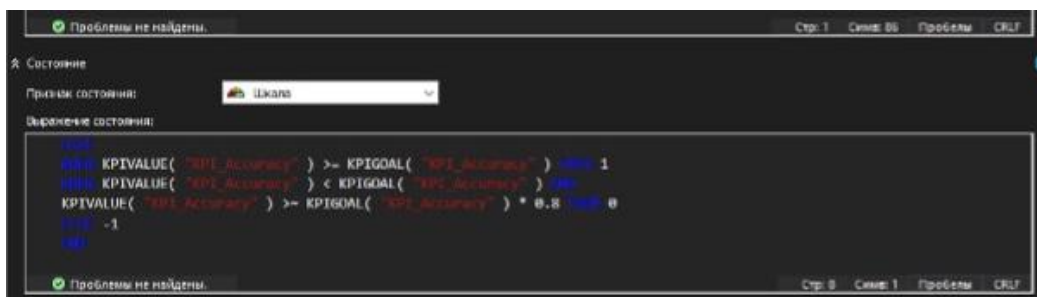 Проблемы не найдены. Стр: 1 Симв: 86 Пробелы CRLF
Состояние
Признак состояния: Шкала
Выражение состояния:
CASE
WHEN KPIVALUE( "KPI_Accuracy" ) >= KPIGOAL( "KPI_Accuracy" ) THEN 1
WHEN KPIVALUE( "KPI_Accuracy" ) < KPIGOAL( "KPI_Accuracy" ) AND
KPIVALUE( "KPI_Accuracy" ) >= KPIGOAL( "KPI_Accuracy" ) * 0.8 THEN 0
ELSE -1
END
Проблемы не найдены. Стр: 8 Симв: 1 Пробелы CRLF